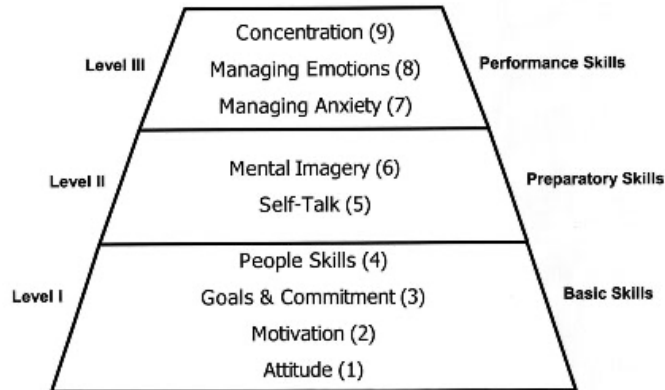 Concentration (9)
Level III
Managing Emotions (8)
Performance Skills
Managing Anxiety (7)
Mental Imagery (6)
Level II
Preparatory Skills
Self-Talk (5)
People Skills (4)
Level I
Goals & Commitment (3)
Basic Skills
Motivation (2)
Attitude (1)